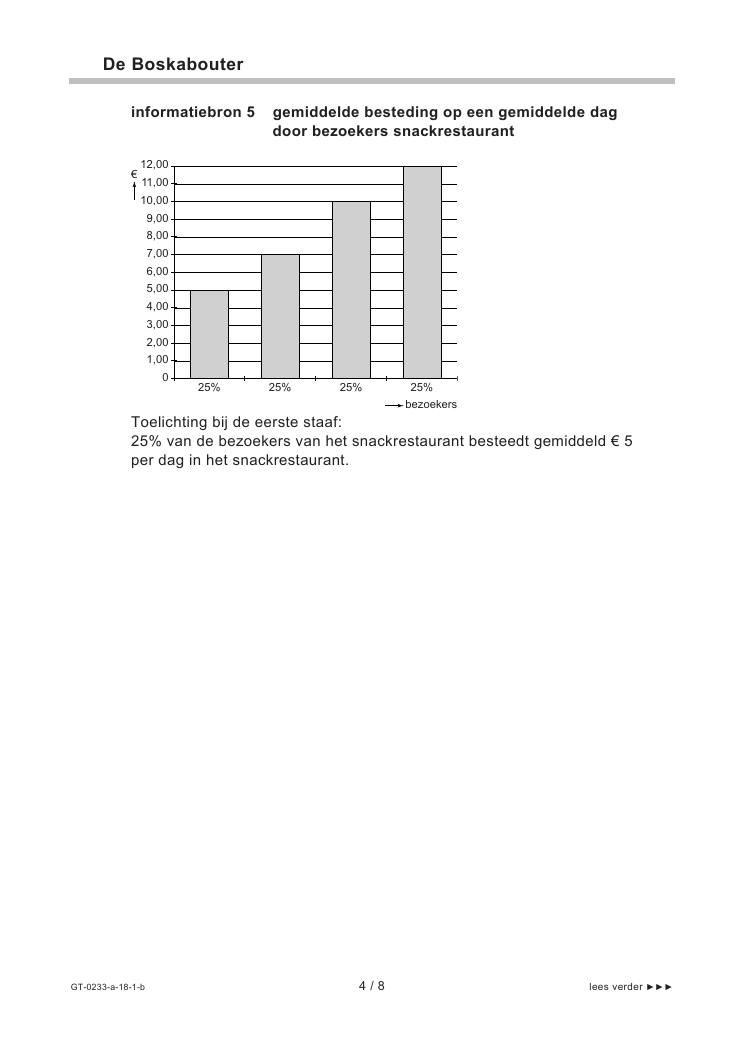 De Boskabouter
informatiebron 5 gemiddelde besteding op een gemiddelde dag
door bezoekers snackrestaurant
€
12,00
11,00
10,00
9,00
8,00
7,00
6,00
5,00
4,00
3,00
2,00
1,00
0
25% 25% 25% 25%
bezoekers
Toelichting bij de eerste staaf:
25% van de bezoekers van het snackrestaurant besteedt gemiddeld € 5
per dag in het snackrestaurant.
GT-0233-a-18-1-b 4 / 8 lees verder ►►►